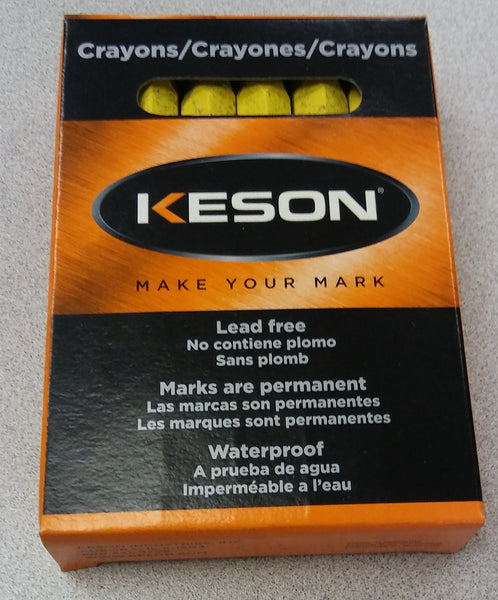 Crayons/Crayones/Crayons
KESON®
MAKE YOUR MARK
Lead free
No contiene plomo
Sans plomb
Marks are permanent
Las marcas son permanentes
Les marques sont permanentes
Waterproof
A prueba de agua
Imperméable a l'eau